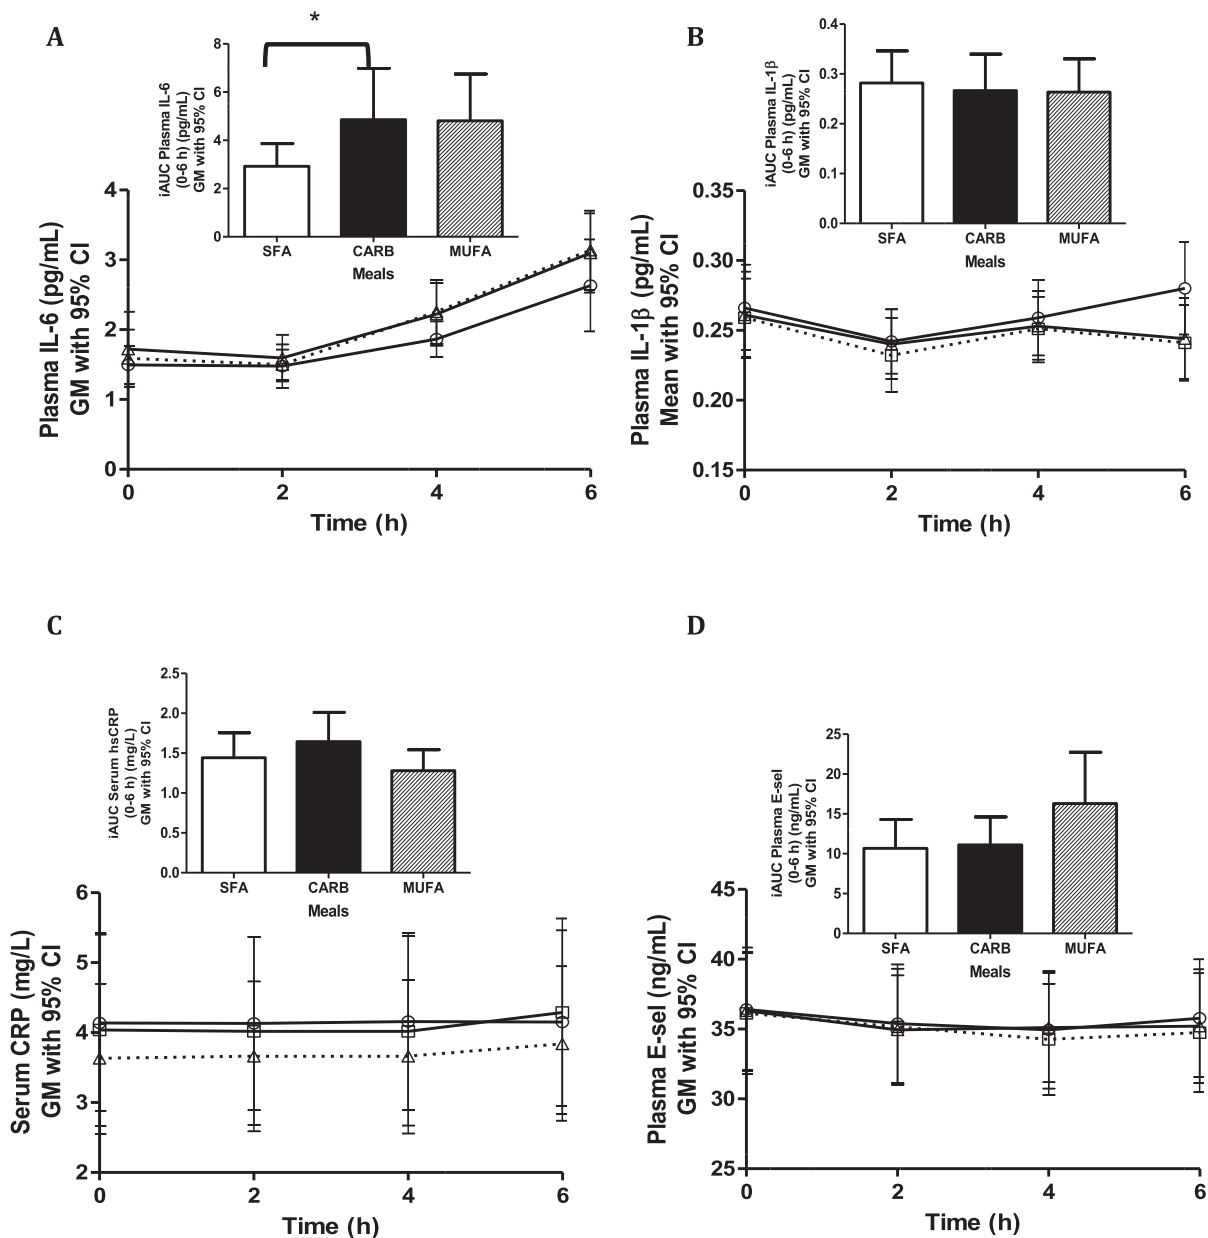 A
*
iAUC Plasma IL-6
(0-6 h) (pg/mL)
GM with 95% CI
8
6
4
2
0
SFA CARB MUFA
Meals
Plasma IL-6 (pg/mL)
GM with 95% CI
4
3
2
1
0
0 2 4 6
Time (h)
B
iAUC Plasma IL-1β
(0-6 h) (pg/mL)
GM with 95% CI
0.4
0.3
0.2
0.1
0.0
SFA CARB MUFA
Meals
Plasma IL-1β (pg/mL)
Mean with 95% CI
0.35
0.30
0.25
0.20
0.15
0 2 4 6
Time (h)
C
iAUC Serum hsCRP
(0-6 h) (mg/L)
GM with 95% CI
2.5
2.0
1.5
1.0
0.5
0.0
SFA CARB MUFA
Meals
Serum CRP (mg/L)
GM with 95% CI
6
5
4
3
2
0 2 4 6
Time (h)
D
iAUC Plasma E-sel
(0-6 h) (ng/mL)
GM with 95% CI
25
20
15
10
5
0
SFA CARB MUFA
Meals
Plasma E-sel (ng/mL)
GM with 95% CI
45
40
35
30
25
0 2 4 6
Time (h)